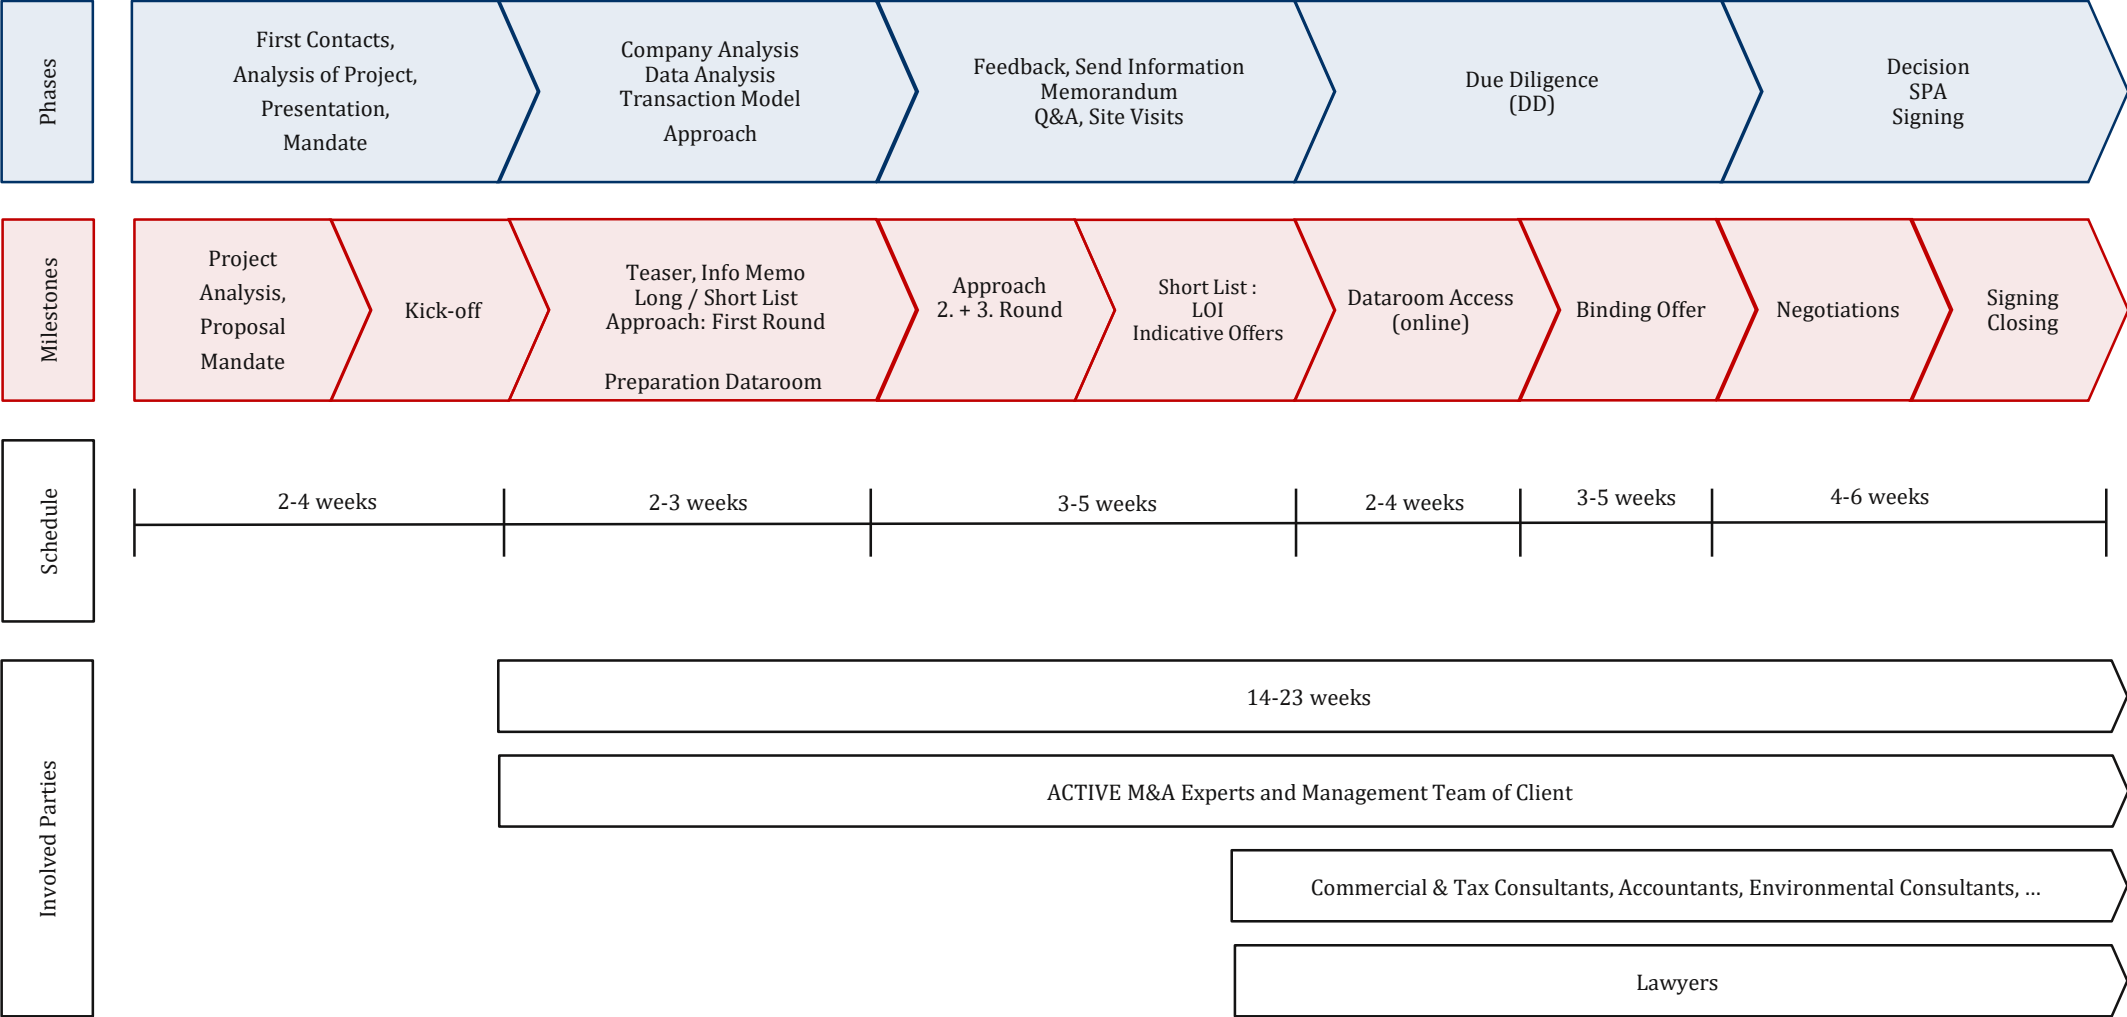 Phases
First Contacts,
Analysis of Project,
Presentation,
Mandate
Company Analysis
Data Analysis
Transaction Model
Approach
Feedback, Send Information
Memorandum
Q&A, Site Visits
Due Diligence
(DD)
Decision
SPA
Signing
Milestones
Project
Analysis,
Proposal
Mandate
Kick-off
Teaser, Info Memo
Long / Short List
Approach: First Round
Preparation Dataroom
Approach
2. + 3. Round
Short List :
LOI
Indicative Offers
Dataroom Access
(online)
Binding Offer
Negotiations
Signing
Closing
Schedule
2-4 weeks
2-3 weeks
3-5 weeks
2-4 weeks
3-5 weeks
4-6 weeks
Involved Parties
14-23 weeks
ACTIVE M&A Experts and Management Team of Client
Commercial & Tax Consultants, Accountants, Environmental Consultants, ...
Lawyers